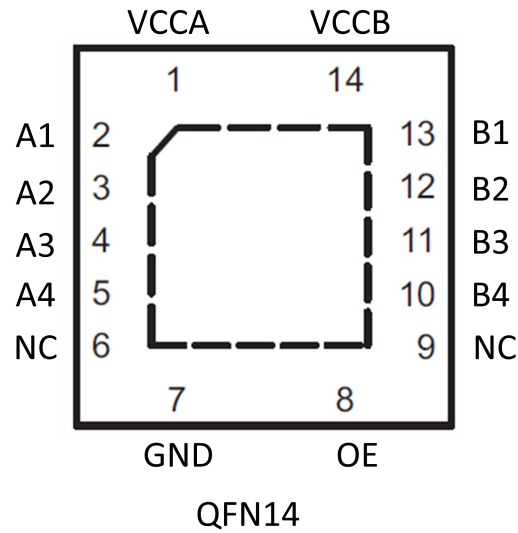 VCCA VCCB
1 14
A1 2 13 B1
A2 3 12 B2
A3 4 11 B3
A4 5 10 B4
NC 6 9 NC
7 8
GND OE
QFN14